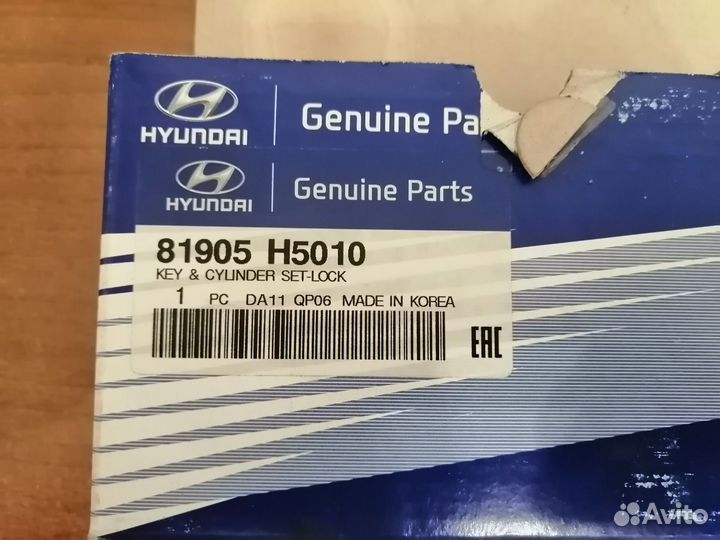 HYUNDAI
Genuine Pa
HYUNDAI
Genuine Parts
81905 H5010
KEY & CYLINDER SET-LOCK
1 PC DA11 QP06 MADE IN KOREA
EAC
Avito